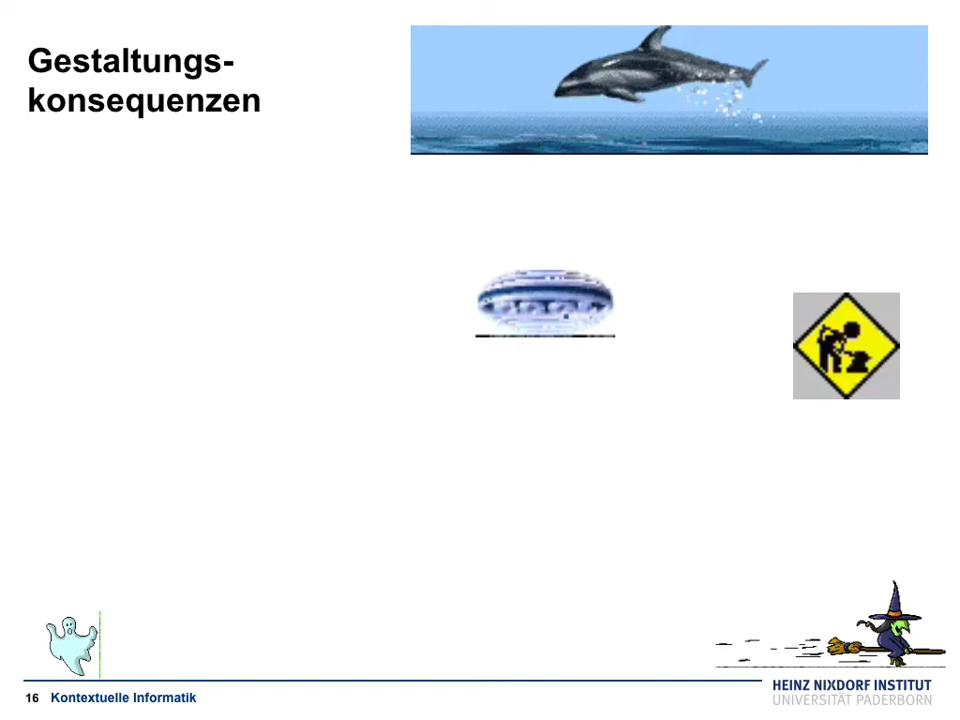 Gestaltungs-
konsequenzen
16 Kontextuelle Informatik
HEINZ NIXDORF INSTITUT
UNIVERSITÄT PADERBORN